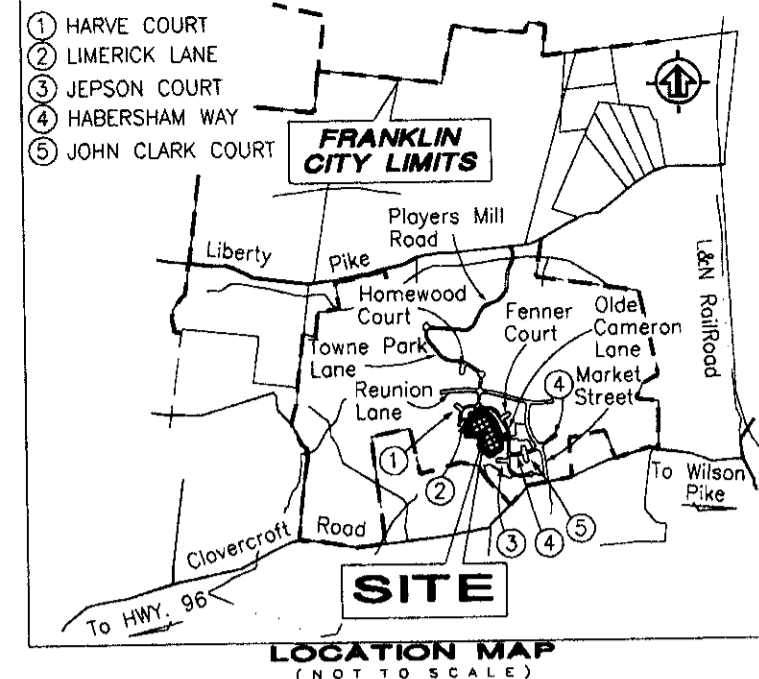 ① HARVE COURT
② LIMERICK LANE
③ JEPSON COURT
④ HABERSHAM WAY
⑤ JOHN CLARK COURT
FRANKLIN
CITY LIMITS
Players Mill
Road
Liberty Pike
L&N RailRoad
Homewood
Court
Fenner
Court
Olde
Cameron
Lane
Towne Park
Lane
④ Market
Street
Reunion
Lane
①
②
③
④
⑤
To Wilson
Pike
Clovercroft Road
SITE
To HWY. 96
LOCATION MAP
(NOT TO SCALE)